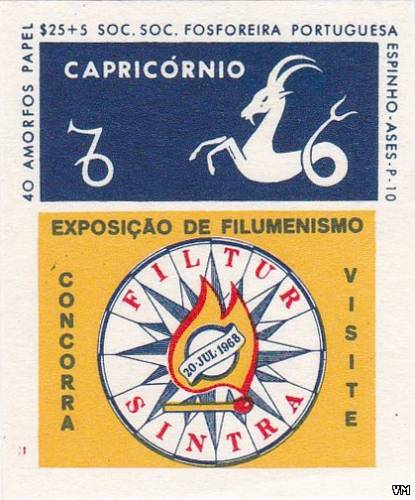 $25+5 SOC. SOC. FOSFOREIRA PORTUGUESA
ESPINHO-ASES-P-10
40 AMORFOS PAPEL
CAPRICÓRNIO
EXPOSIÇÃO DE FILUMENISMO
CONCORRA
FILTUR
20·JUL·1968
SINTRA
VISITE
3
VM